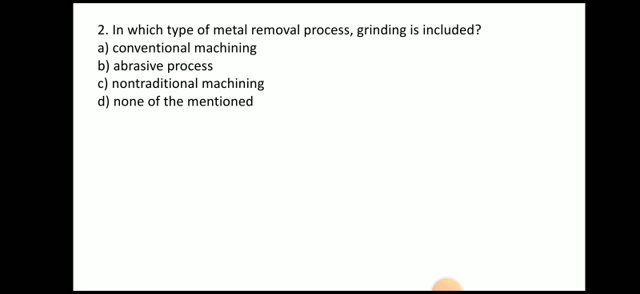 2. In which type of metal removal process, grinding is included?
a) conventional machining
b) abrasive process
c) nontraditional machining
d) none of the mentioned